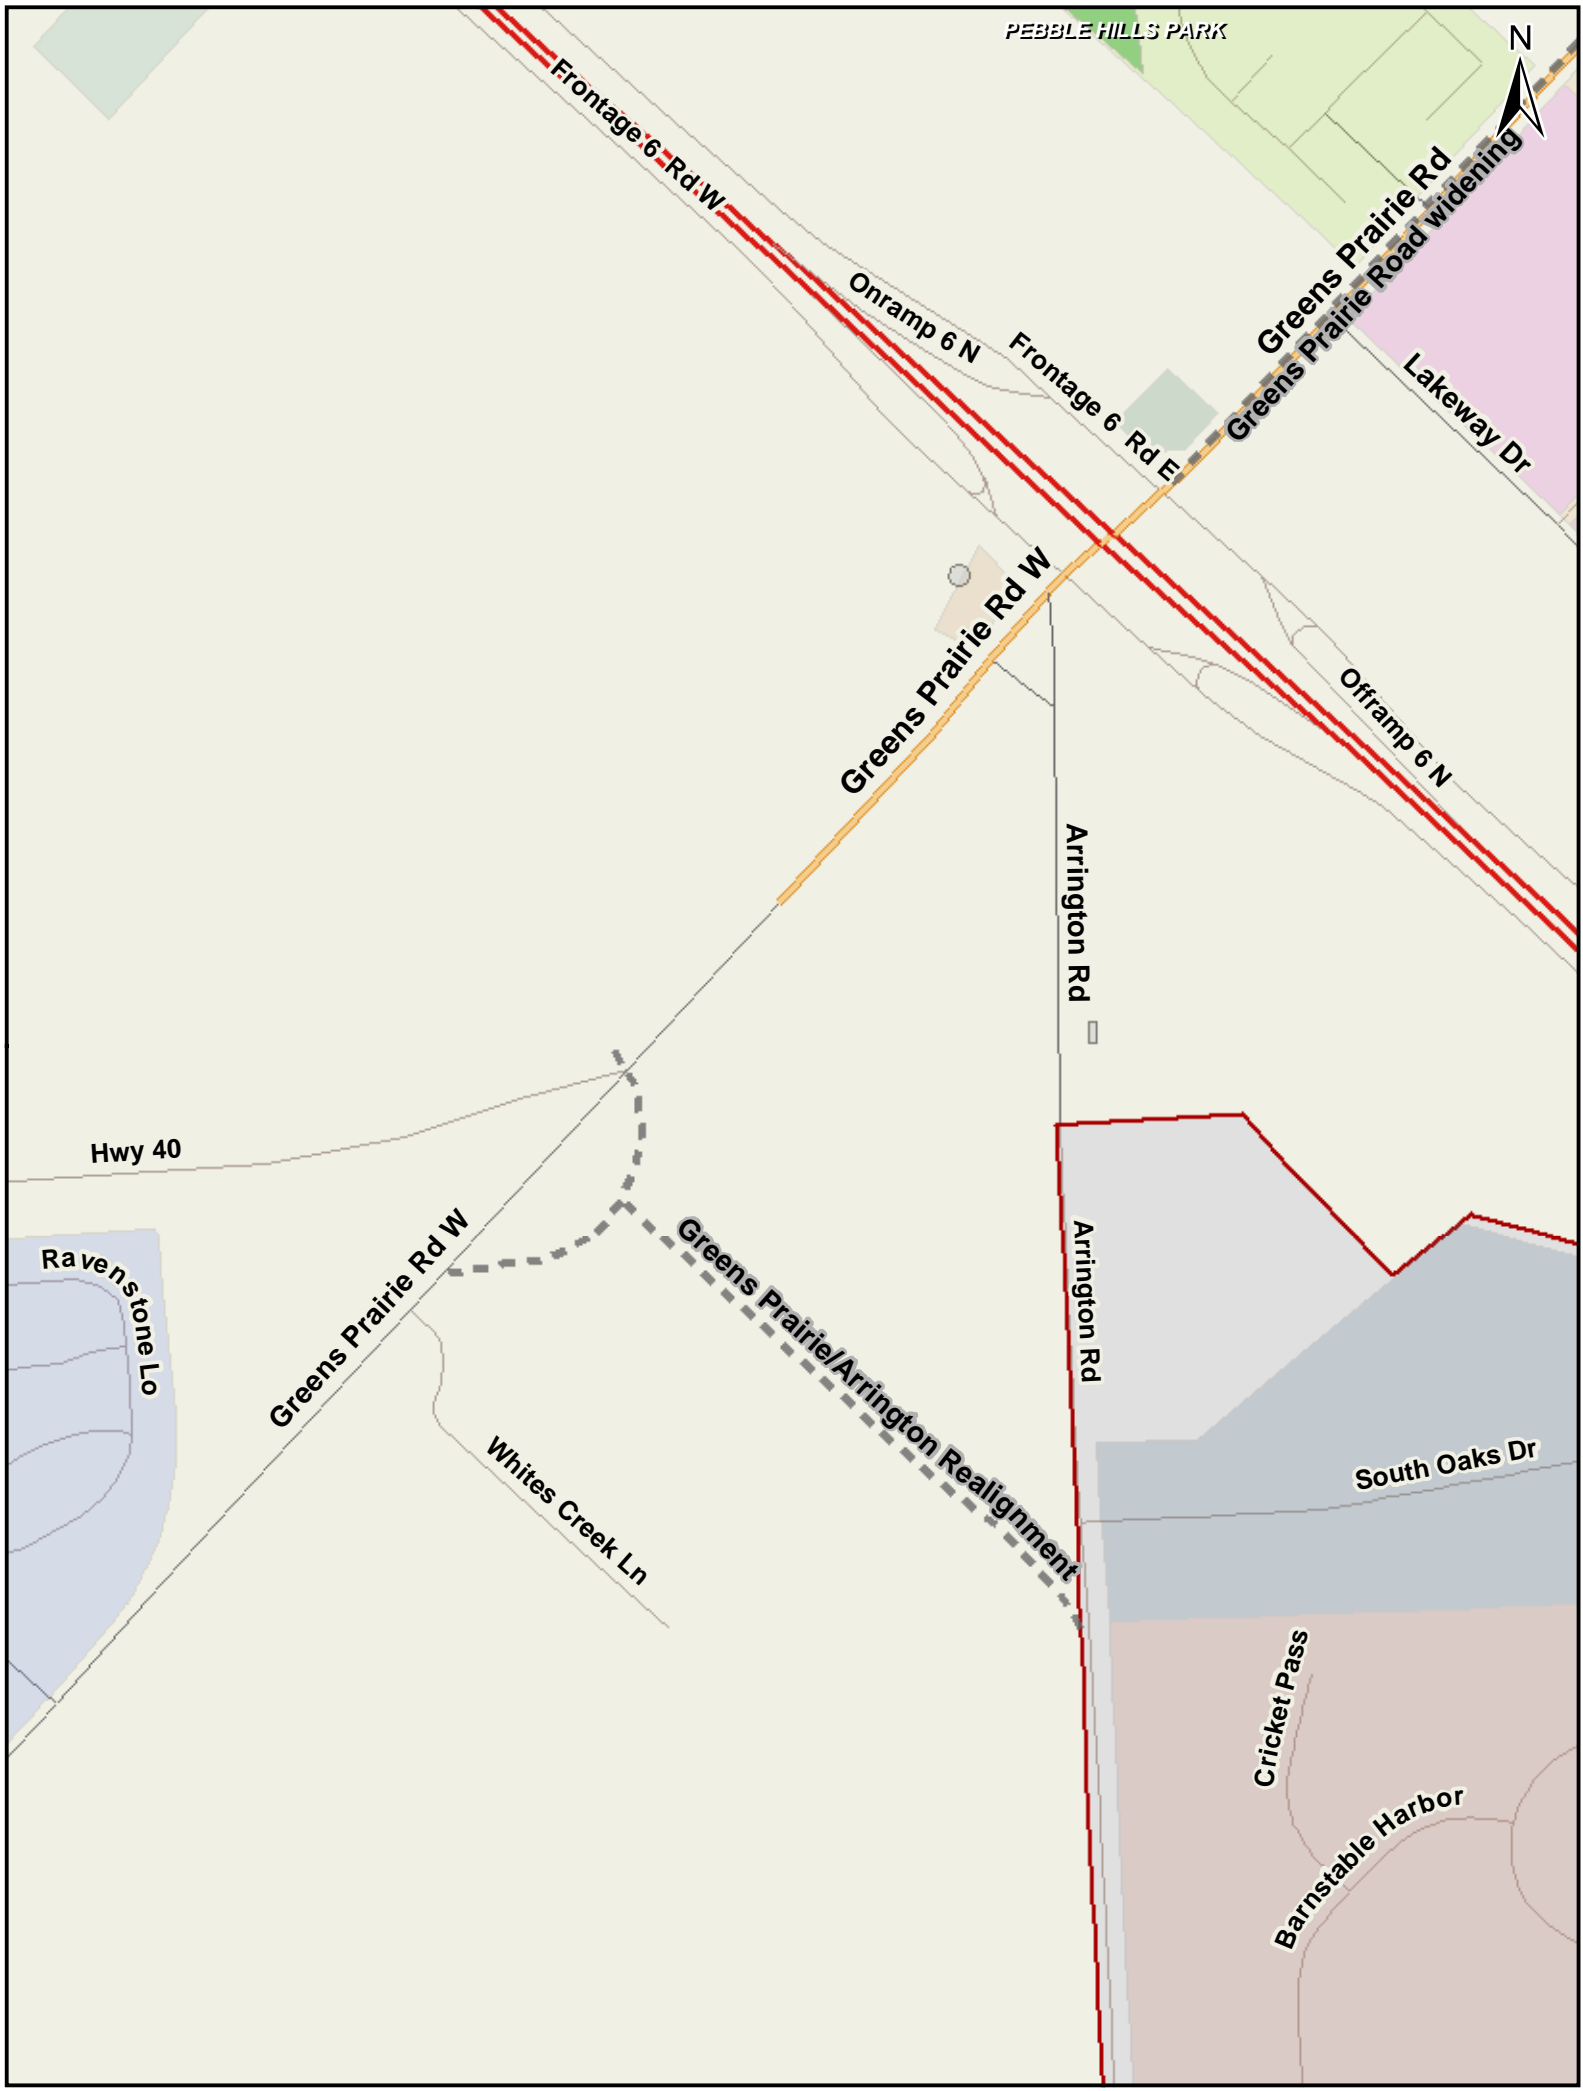 PEBBLE HILLS PARK
N
Frontage 6 Rd W
Greens Prairie Rd
Greens Prairie Road widening
Onramp 6 N
Frontage 6 Rd E
Lakeway Dr
Greens Prairie Rd W
Offramp 6 N
Arrington Rd
Hwy 40
Greens Prairie Rd W
Greens Prairie/Arrington Realignment
Arrington Rd
Ravenstone Lo
Whites Creek Ln
South Oaks Dr
Cricket Pass
Barnstable Harbor